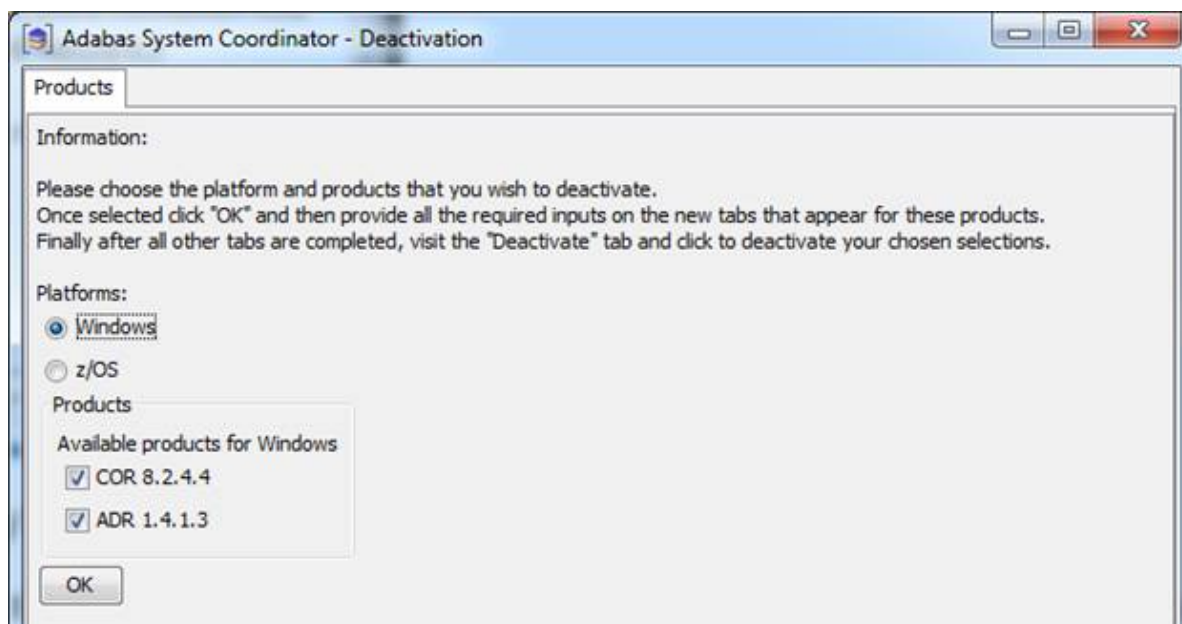 Adabas System Coordinator - Deactivation
Products
Information:
Please choose the platform and products that you wish to deactivate.
Once selected click "OK" and then provide all the required inputs on the new tabs that appear for these products.
Finally after all other tabs are completed, visit the "Deactivate" tab and click to deactivate your chosen selections.
Platforms:
Windows
z/OS
Products
Available products for Windows
COR 8.2.4.4
ADR 1.4.1.3
OK